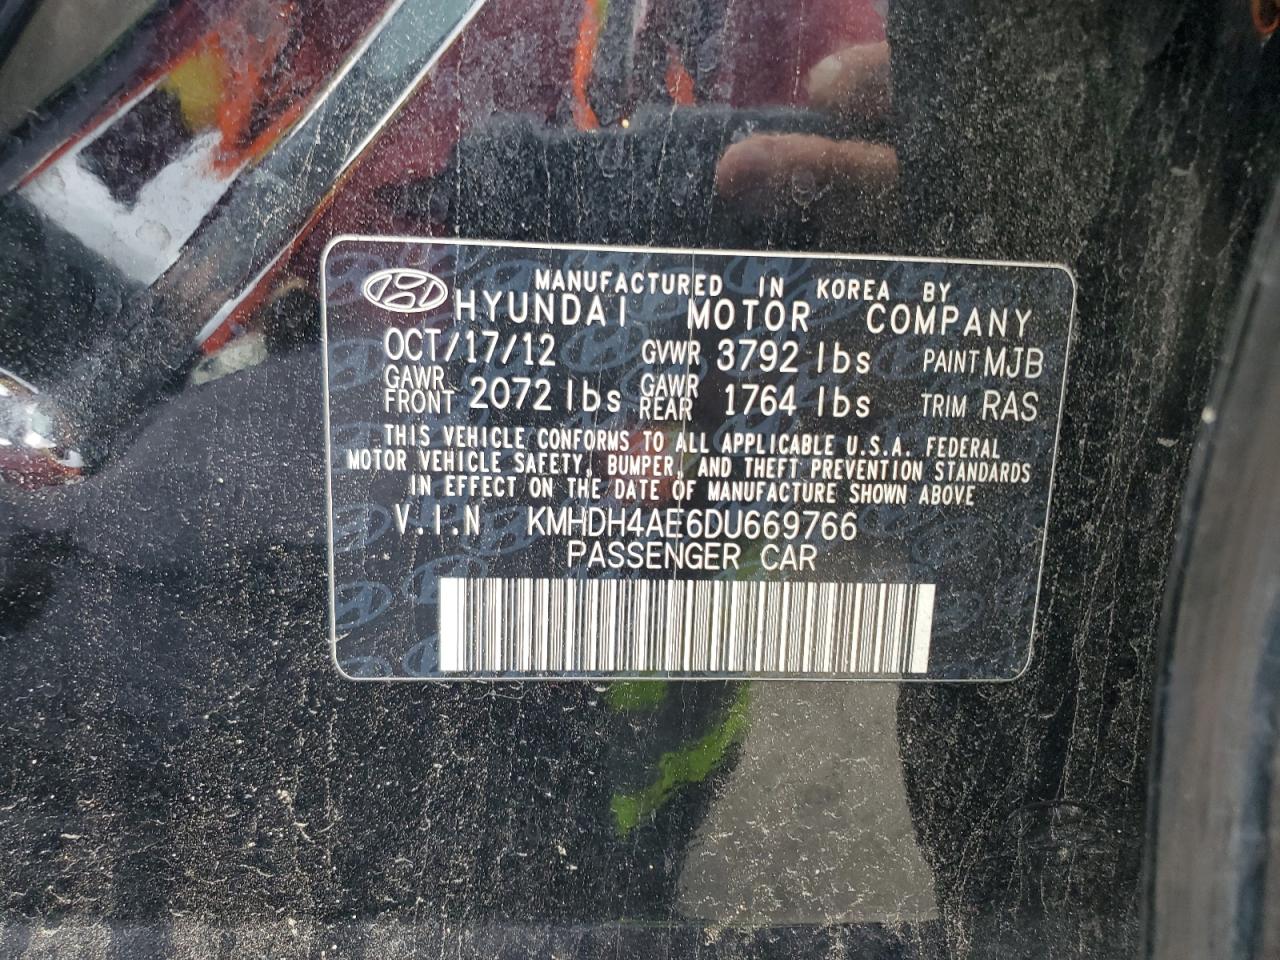 MANUFACTURED IN KOREA BY
HYUNDAI MOTOR COMPANY
OCT/17/12 GVWR 3792 lbs PAINT MJB
GAWR FRONT 2072 lbs GAWR REAR 1764 lbs TRIM RAS
THIS VEHICLE CONFORMS TO ALL APPLICABLE U.S.A. FEDERAL
MOTOR VEHICLE SAFETY, BUMPER, AND THEFT PREVENTION STANDARDS
IN EFFECT ON THE DATE OF MANUFACTURE SHOWN ABOVE
V.I.N KMHDH4AE6DU669766
PASSENGER CAR